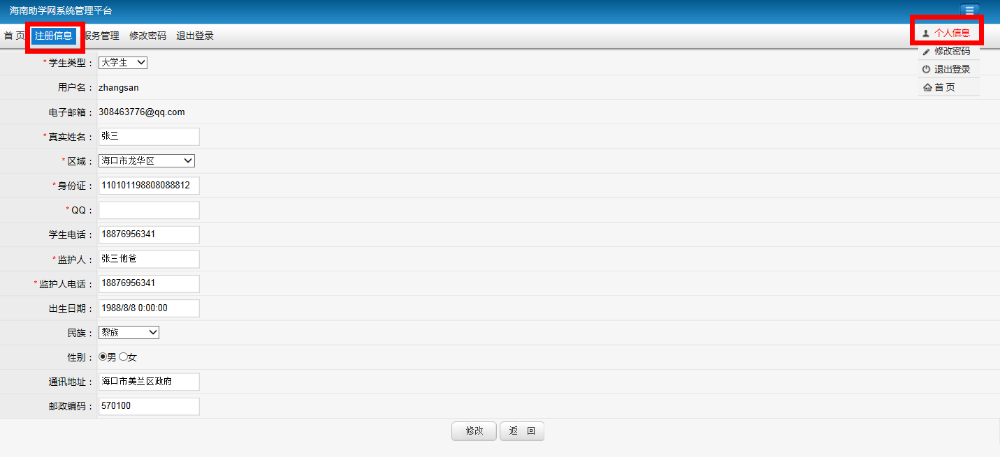 海南助学网系统管理平台
首 页 注册信息 服务管理 修改密码 退出登录
个人信息
修改密码
退出登录
首 页
* 学生类型： 大学生
用户名： zhangsan
电子邮箱： 308463776@qq.com
* 真实姓名： 张三
* 区域： 海口市龙华区
* 身份证： 110101198808088812
* QQ：
学生电话： 18876956341
* 监护人： 张三他爸
* 监护人电话： 18876956341
出生日期： 1988/8/8 0:00:00
民族： 黎族
性别： 男 女
通讯地址： 海口市美兰区政府
邮政编码： 570100
修改 返 回